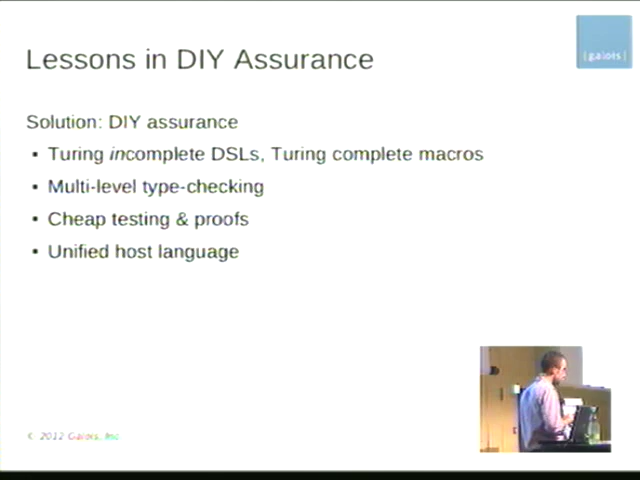 Lessons in DIY Assurance
|galois|
Solution: DIY assurance
▪ Turing incomplete DSLs, Turing complete macros
▪ Multi-level type-checking
▪ Cheap testing & proofs
▪ Unified host language
© 2012 Galois, Inc.